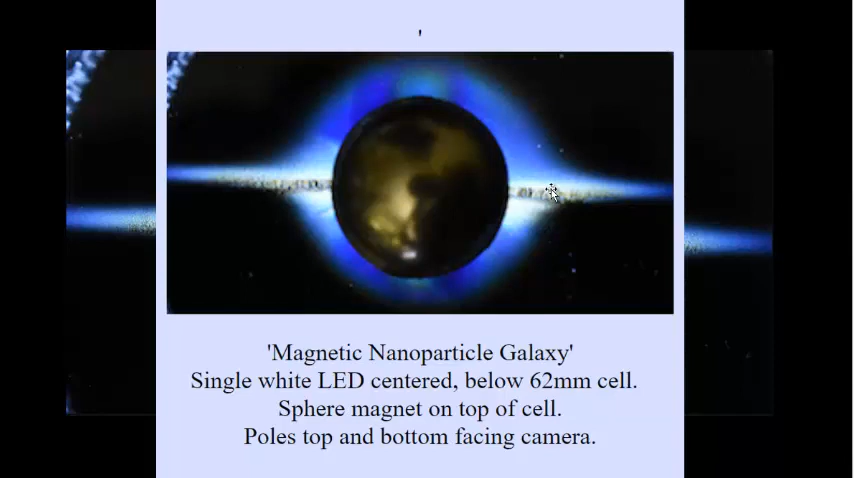 '
'Magnetic Nanoparticle Galaxy'
Single white LED centered, below 62mm cell.
Sphere magnet on top of cell.
Poles top and bottom facing camera.